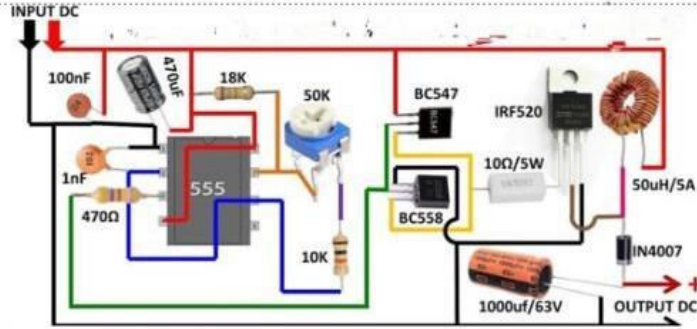 INPUT DC
100nF
470uF
18K
50K
BC547
IRF520
1nF
102
555
10Ω/5W
50uH/5A
470Ω
BC558
10K
IN4007
1000uf/63V
OUTPUT DC
+